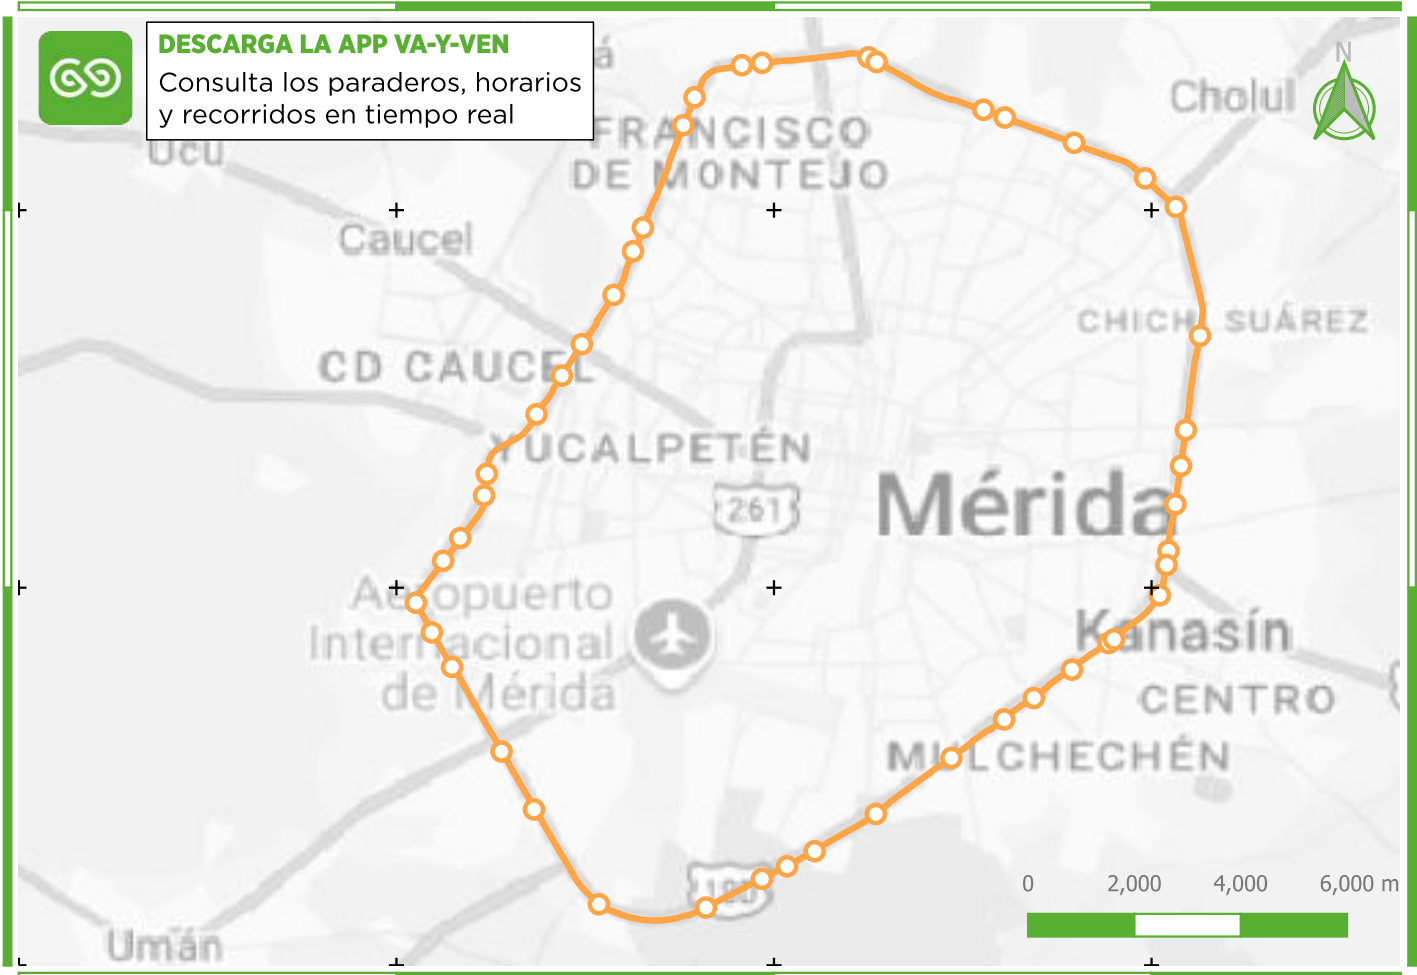 DESCARGA LA APP VA-Y-VEN
Consulta los paraderos, horarios
y recorridos en tiempo real
á
N
Cholul
FRANCISCO
DE MONTEJO
Ucú
Caucel
CHICHÍ SUÁREZ
CD CAUCEL
YUCALPETÉN
261
Mérida
Aeropuerto
Internacional
de Mérida
Kanasín
CENTRO
MULCHECHÉN
0 2,000 4,000 6,000 m
Umán